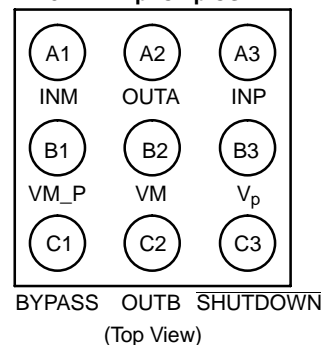 A1 A2 A3
INM OUTA INP
B1 B2 B3
VM_P VM Vp
C1 C2 C3
BYPASS OUTB SHUTDOWN
(Top View)